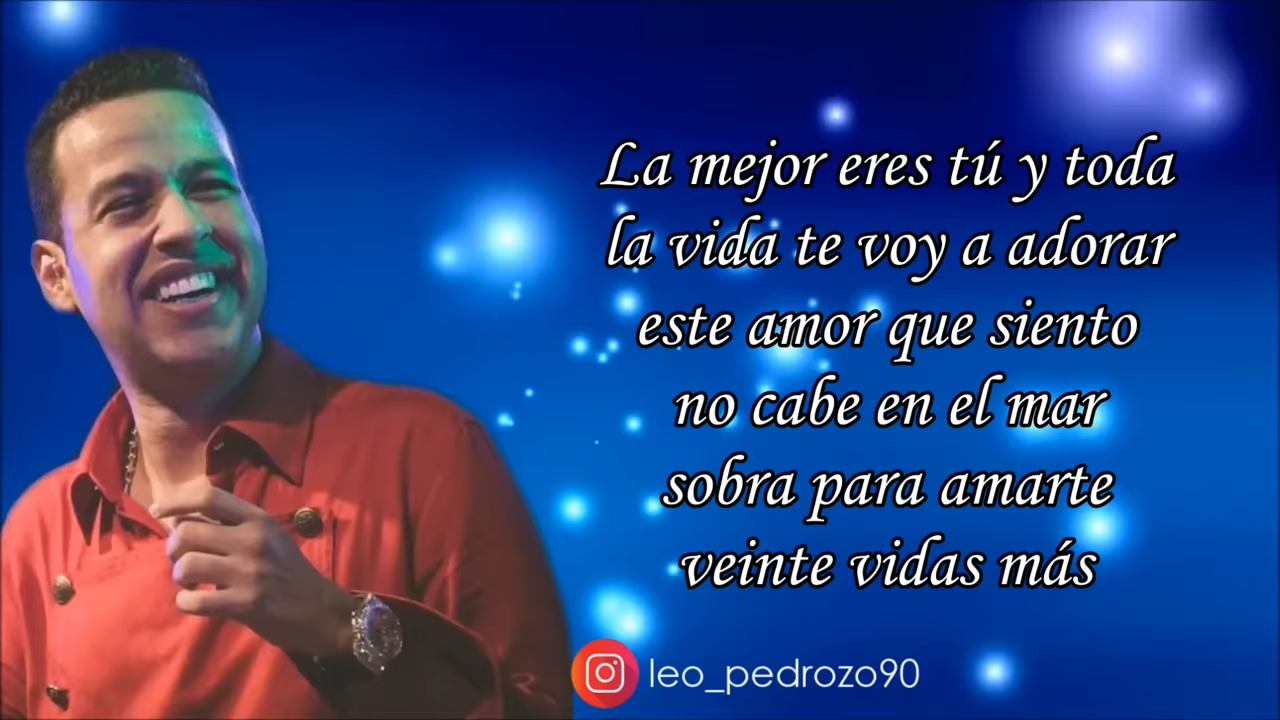 La mejor eres tú y toda
la vida te voy a adorar
este amor que siento
no cabe en el mar
sobra para amarte
veinte vidas más
leo_pedrozo90